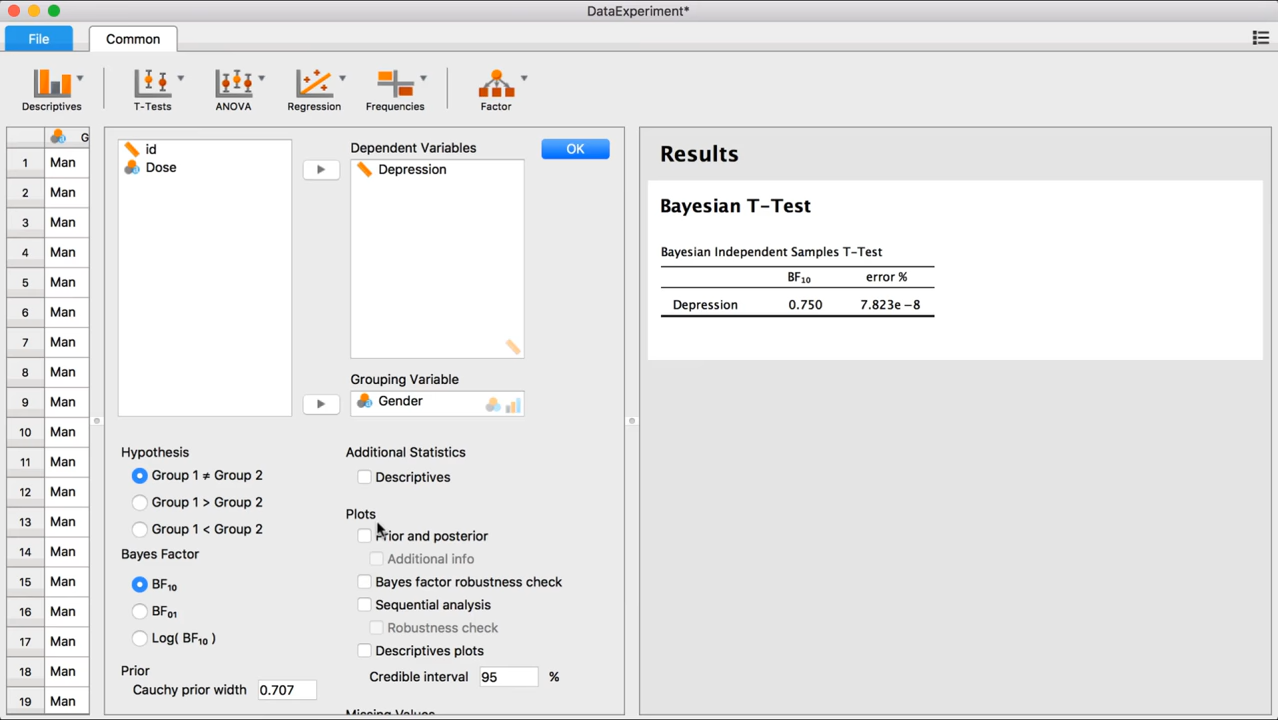 DataExperiment*
File
Common
Descriptives
T-Tests
ANOVA
Regression
Frequencies
Factor
G
1 Man
2 Man
3 Man
4 Man
5 Man
6 Man
7 Man
8 Man
9 Man
10 Man
11 Man
12 Man
13 Man
14 Man
15 Man
16 Man
17 Man
18 Man
19 Man
id
Dose
Dependent Variables
Depression
OK
Grouping Variable
Gender
Hypothesis
Group 1 ≠ Group 2
Group 1 > Group 2
Group 1 < Group 2
Bayes Factor
BF₁₀
BF₀₁
Log( BF₁₀ )
Prior
Cauchy prior width 0.707
Additional Statistics
Descriptives
Plots
Prior and posterior
Additional info
Bayes factor robustness check
Sequential analysis
Robustness check
Descriptives plots
Credible interval 95 %
Missing Values
Results
Bayesian T-Test
Bayesian Independent Samples T-Test
BF₁₀ error %
Depression 0.750 7.823e −8